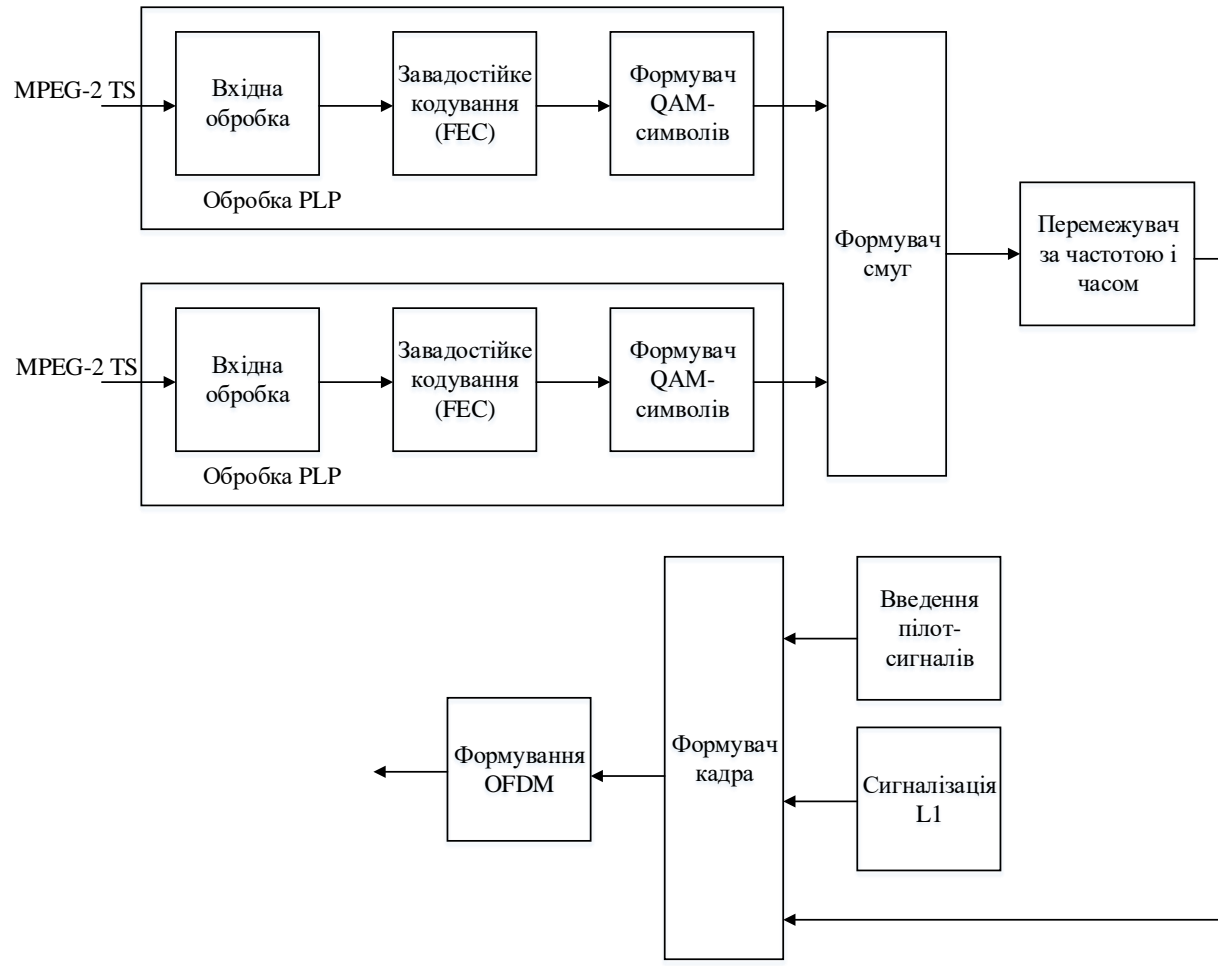 MPEG-2 TS
Вхідна
обробка
Завадостійке
кодування
(FEC)
Формувач
QAM-
символів
Обробка PLP
MPEG-2 TS
Вхідна
обробка
Завадостійке
кодування
(FEC)
Формувач
QAM-
символів
Обробка PLP
Формувач
смуг
Перемежувач
за частотою і
часом
Введення
пілот-
сигналів
Сигналізація
L1
Формувач
кадра
Формування
OFDM